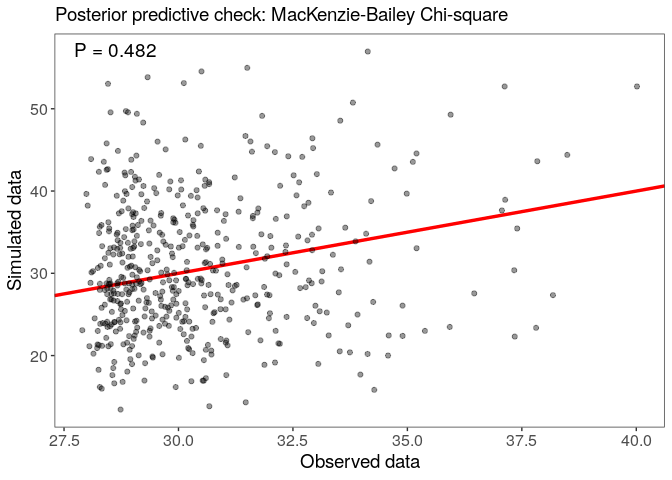 Posterior predictive check: MacKenzie-Bailey Chi-square
P = 0.482
50
40
30
20
Simulated data
27.5 30.0 32.5 35.0 37.5 40.0
Observed data